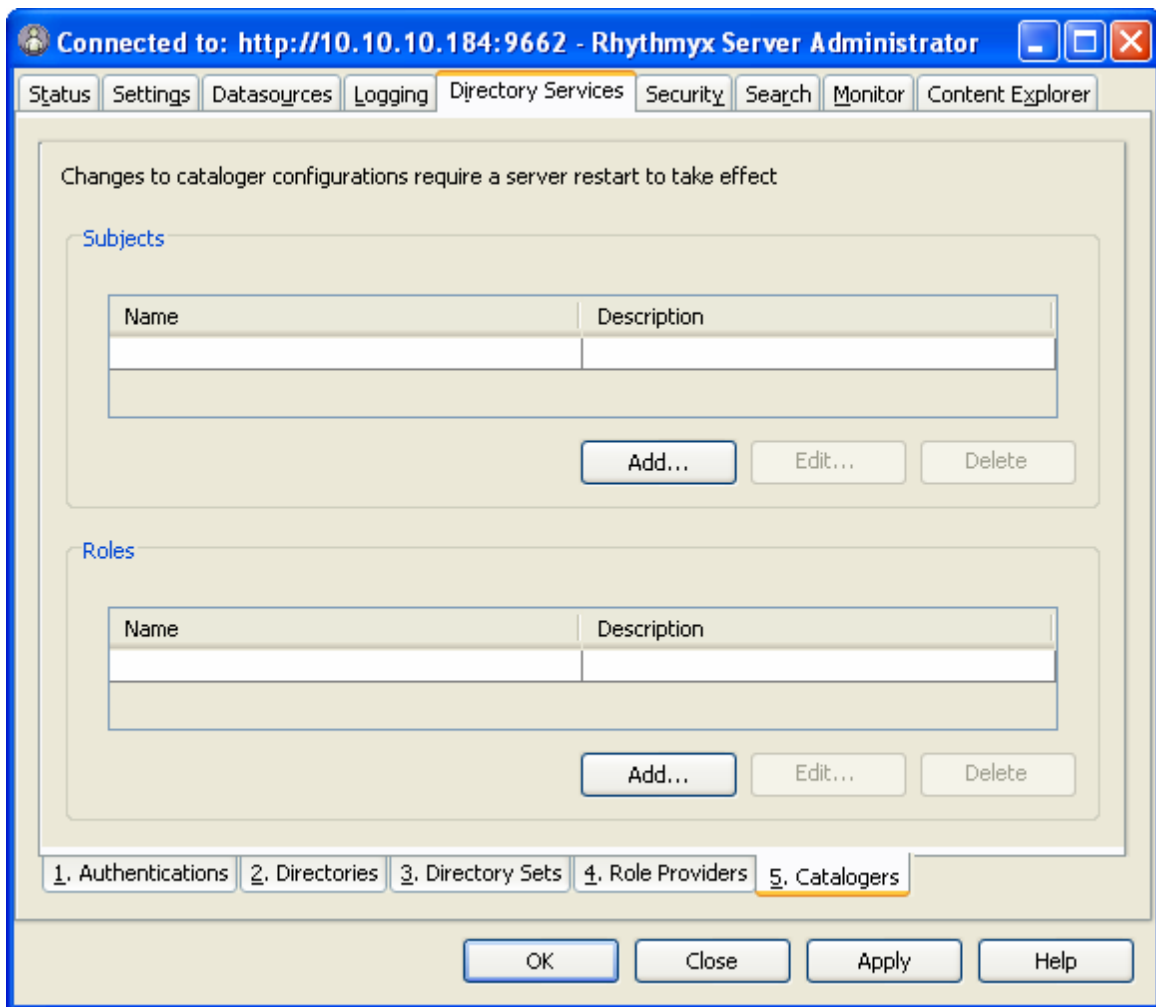 Connected to: http://10.10.10.184:9662 - Rhythmyx Server Administrator
Status Settings Datasources Logging Directory Services Security Search Monitor Content Explorer
Changes to cataloger configurations require a server restart to take effect
Subjects
Name Description
Add... Edit... Delete
Roles
Name Description
Add... Edit... Delete
1. Authentications 2. Directories 3. Directory Sets 4. Role Providers 5. Catalogers
OK Close Apply Help